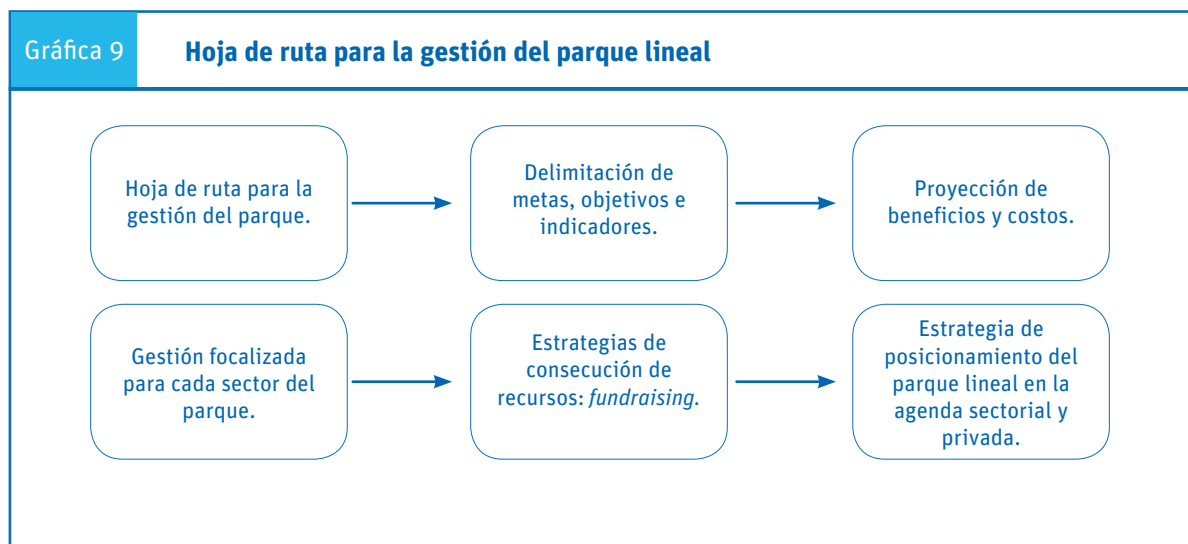 Gráfica 9
Hoja de ruta para la gestión del parque lineal
Hoja de ruta para la
gestión del parque.
Delimitación de
metas, objetivos e
indicadores.
Proyección de
beneficios y costos.
Gestión focalizada
para cada sector del
parque.
Estrategias de
consecución de
recursos: fundraising.
Estrategia de
posicionamiento del
parque lineal en la
agenda sectorial y
privada.